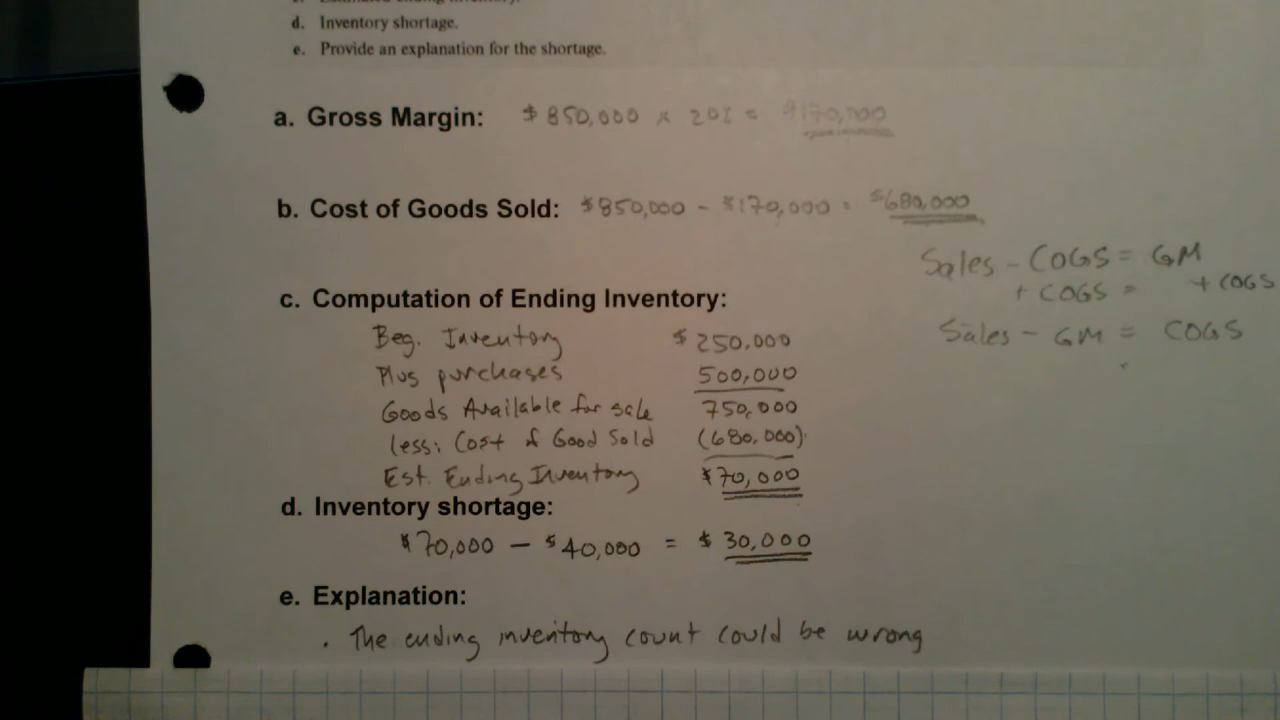 d. Inventory shortage.
e. Provide an explanation for the shortage.
a. Gross Margin: $850,000 x 20% = $170,000
b. Cost of Goods Sold: $850,000 - $170,000 = $680,000
Sales - COGS = GM
+ COGS = + COGS
Sales - GM = COGS
c. Computation of Ending Inventory:
Beg. Inventory $250,000
Plus purchases 500,000
Goods Available for sale 750,000
less: Cost of Good Sold (680,000)
Est. Ending Inventory $70,000
d. Inventory shortage:
$70,000 - $40,000 = $30,000
e. Explanation:
. The ending inventory count could be wrong